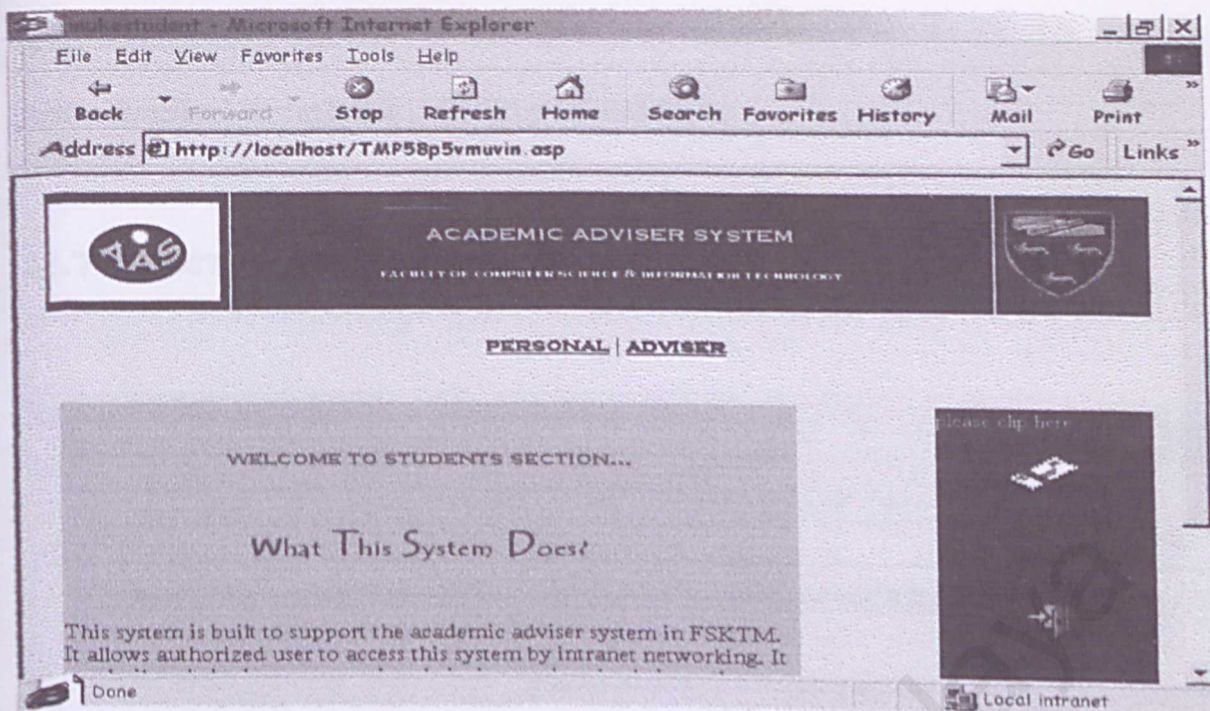 mukestudent - Microsoft Internet Explorer
File Edit View Favorites Tools Help
Back Forward Stop Refresh Home Search Favorites History Mail Print
Address http://localhost/TMP58p5vmuvin.asp Go Links
AAS
ACADEMIC ADVISER SYSTEM
FACULTY OF COMPUTER SCIENCE & INFORMATION TECHNOLOGY
PERSONAL | ADVISER
please clip here
WELCOME TO STUDENTS SECTION...
What This System Does?
This system is built to support the academic adviser system in FSKTM.
It allows authorized user to access this system by intranet networking. It
Done
Local intranet